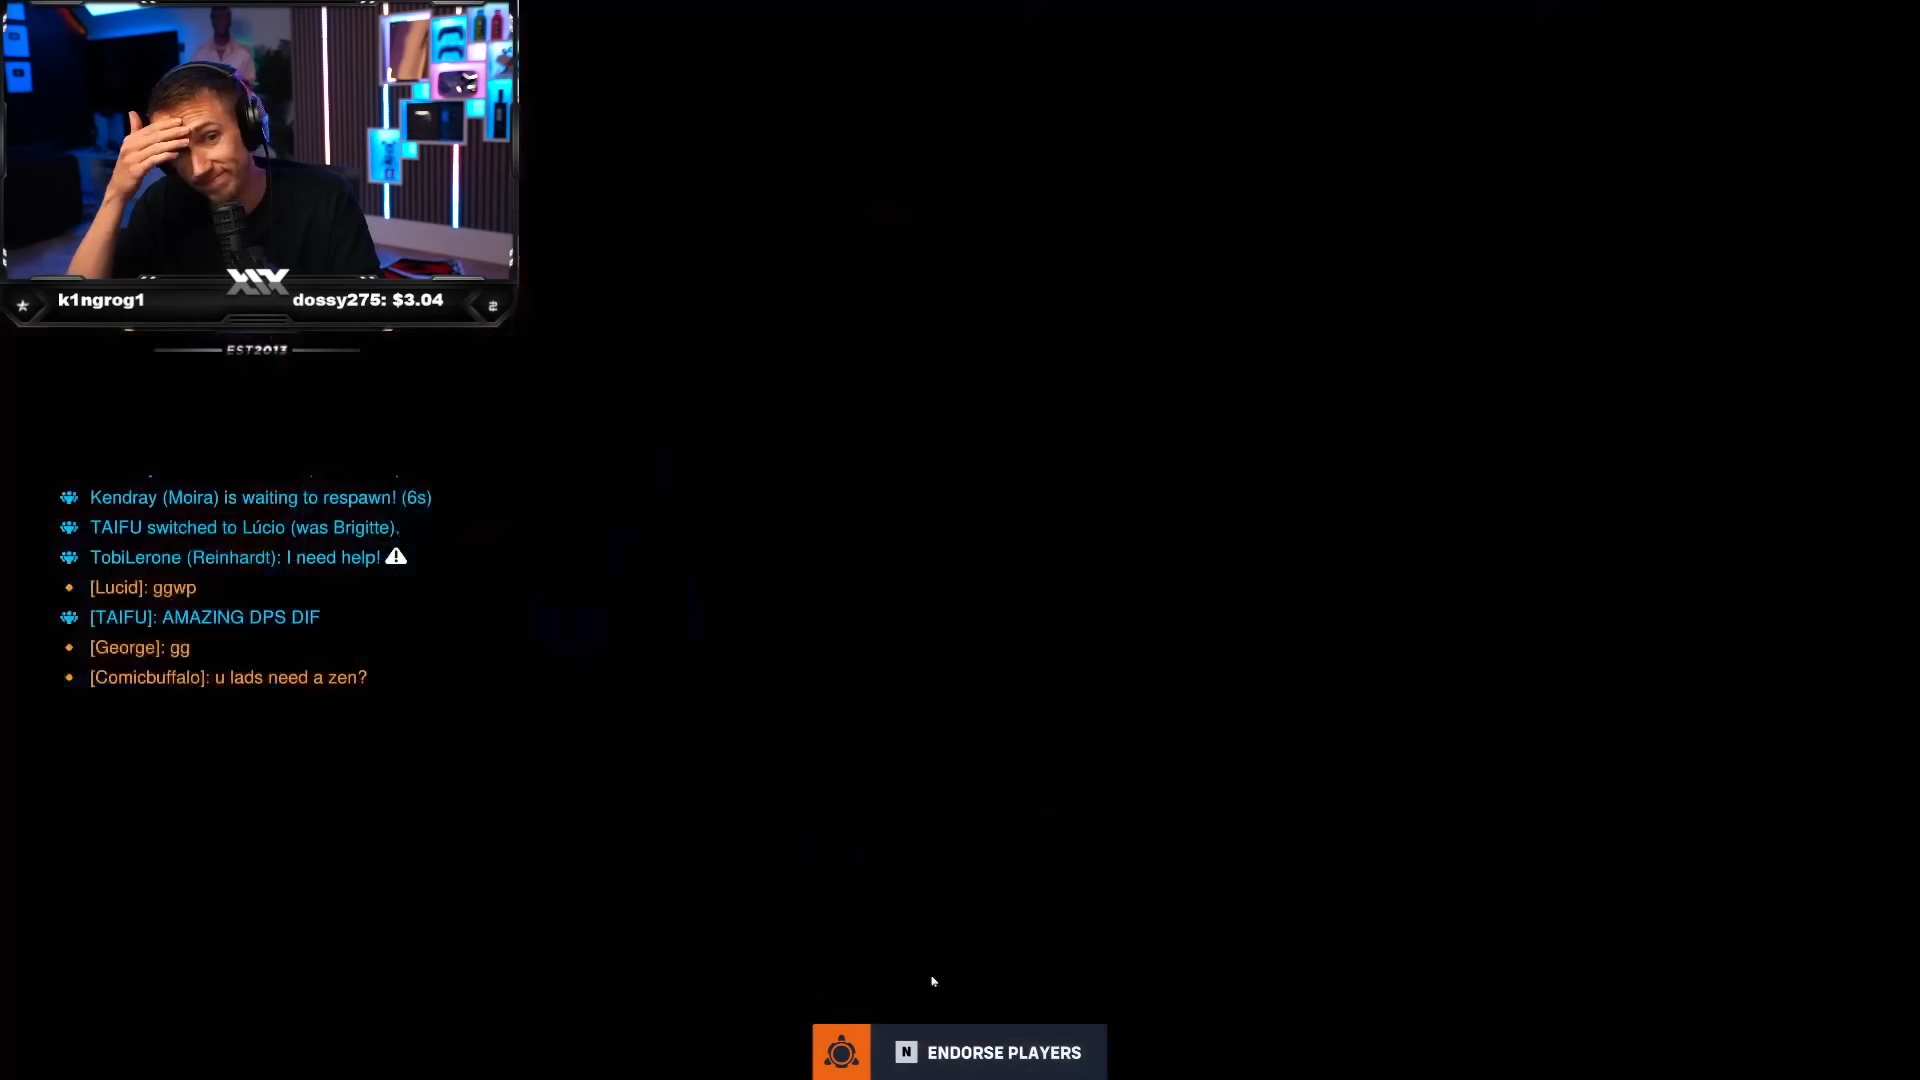 k1ngrog1 dossy275: $3.04
EST2013
Kendray (Moira) is waiting to respawn! (6s)
TAIFU switched to Lúcio (was Brigitte).
TobiLerone (Reinhardt): I need help!
[Lucid]: ggwp
[TAIFU]: AMAZING DPS DIF
[George]: gg
[Comicbuffalo]: u lads need a zen?
N ENDORSE PLAYERS